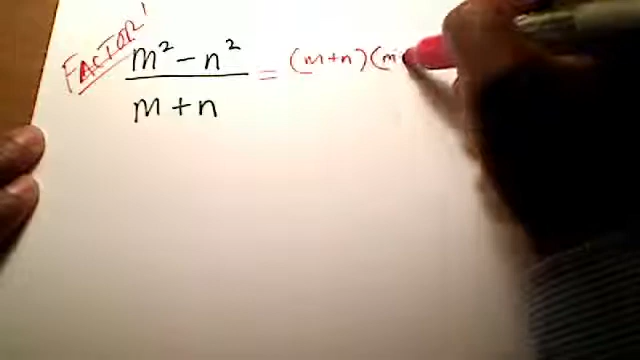 FACTOR!
m² - n²
m + n
= (m+n)(m